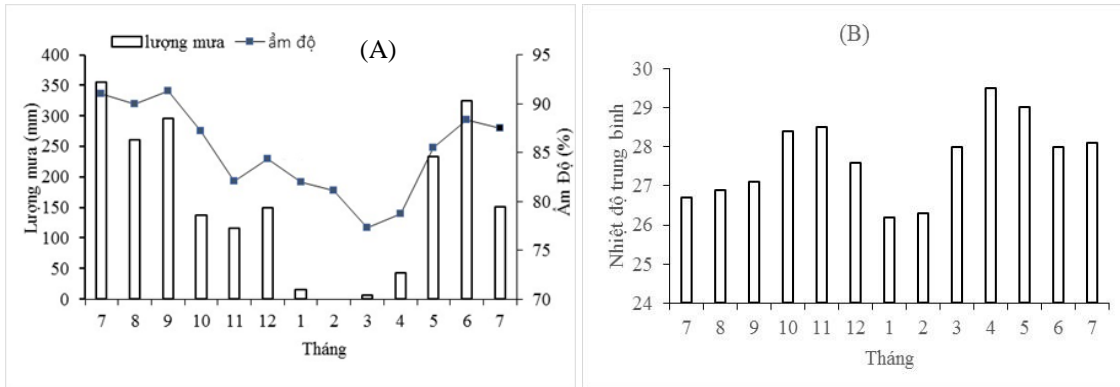 (A)
lượng mưa ẩm độ
400
350
300
250
200
150
100
50
0
Lượng mưa (mm)
95
90
85
80
75
70
Ẩm Độ (%)
7 8 9 10 11 12 1 2 3 4 5 6 7
Tháng
(B)
30
29
28
27
26
25
24
Nhiệt độ trung bình
7 8 9 10 11 12 1 2 3 4 5 6 7
Tháng